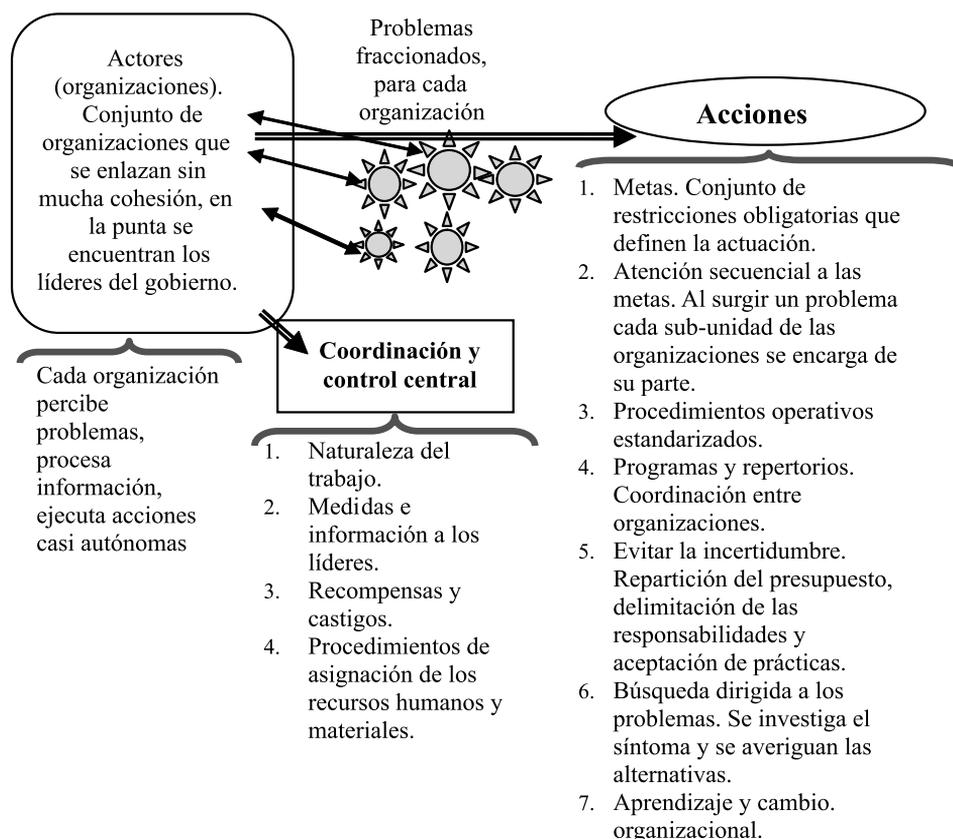 Actores
(organizaciones).
Conjunto de
organizaciones que
se enlazan sin
mucha cohesión, en
la punta se
encuentran los
líderes del gobierno.
Cada organización
percibe
problemas,
procesa
información,
ejecuta acciones
casi autónomas
Problemas
fraccionados,
para cada
organización
Coordinación y
control central
1. Naturaleza del
trabajo.
2. Medidas e
información a los
líderes.
3. Recompensas y
castigos.
4. Procedimientos de
asignación de los
recursos humanos y
materiales.
Acciones
1. Metas. Conjunto de
restricciones obligatorias que
definen la actuación.
2. Atención secuencial a las
metas. Al surgir un problema
cada sub-unidad de las
organizaciones se encarga de
su parte.
3. Procedimientos operativos
estandarizados.
4. Programas y repertorios.
Coordinación entre
organizaciones.
5. Evitar la incertidumbre.
Repartición del presupuesto,
delimitación de las
responsabilidades y
aceptación de prácticas.
6. Búsqueda dirigida a los
problemas. Se investiga el
síntoma y se averiguan las
alternativas.
7. Aprendizaje y cambio.
organizacional.